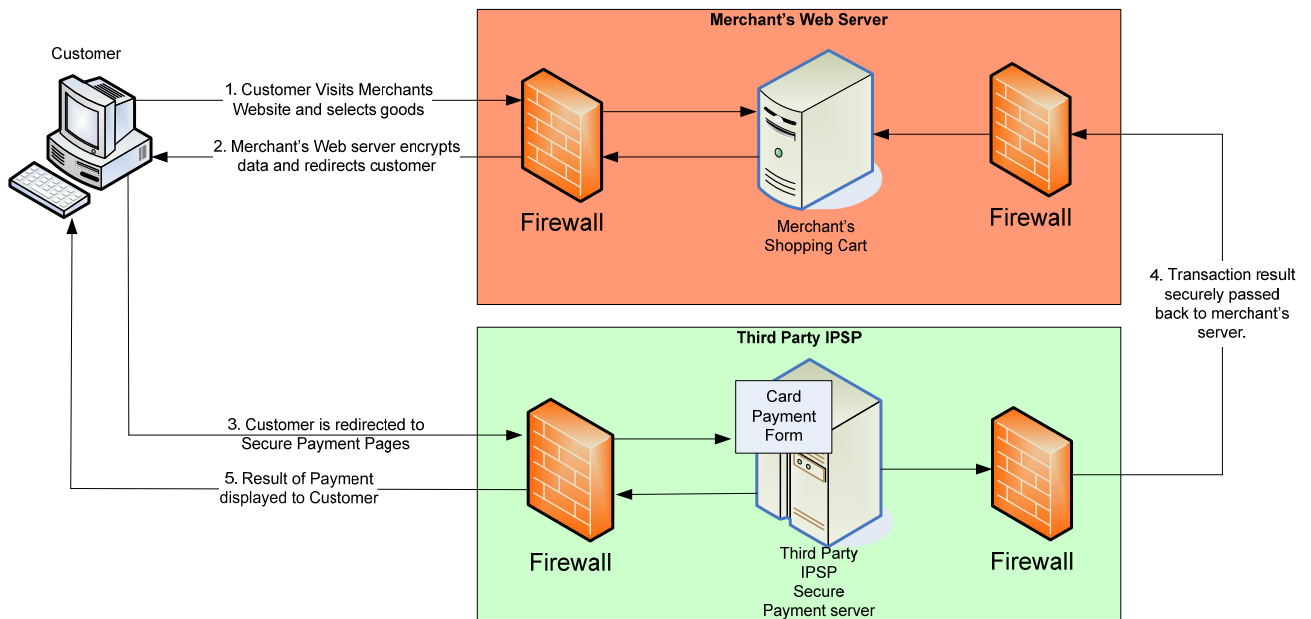 Merchant's Web Server
Customer
1. Customer Visits Merchants
Website and selects goods
2. Merchant's Web server encrypts
data and redirects customer
Firewall
Merchant's
Shopping Cart
Firewall
4. Transaction result
securely passed
back to merchant's
server.
Third Party IPSP
Card
Payment
Form
3. Customer is redirected to
Secure Payment Pages
5. Result of Payment
displayed to Customer
Firewall
Third Party
IPSP
Secure
Payment server
Firewall